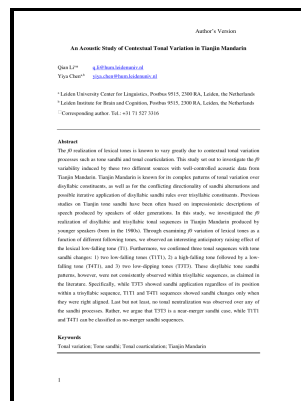 Author's Version
An Acoustic Study of Contextual Tonal Variation in Tianjin Mandarin
Qian Li a* q.li@hum.leidenuniv.nl
Yiya Chen a,b yiya.chen@hum.leidenuniv.nl
a Leiden University Center for Linguistics, Postbus 9515, 2300 RA, Leiden, the Netherlands
b Leiden Institute for Brain and Cognition, Postbus 9515, 2300 RA, Leiden, the Netherlands
* Corresponding author. Tel.: +31 71 527 3316
Abstract
The f0 realization of lexical tones is known to vary greatly due to contextual tonal variation
processes such as tone sandhi and tonal coarticulation. This study set out to investigate the f0
variability induced by these two different sources with well-controlled acoustic data from
Tianjin Mandarin. Tianjin Mandarin is known for its complex patterns of tonal variation over
disyllabic constituents, as well as for the conflicting directionality of sandhi alternations and
possible iterative application of disyllabic sandhi rules over trisyllabic constituents. Previous
studies on Tianjin tone sandhi have been often based on impressionistic descriptions of
speech produced by speakers of older generations. In this study, we investigated the f0
realization of disyllabic and trisyllabic tonal sequences in Tianjin Mandarin produced by
younger speakers (born in the 1980s). Through examining f0 variation of lexical tones as a
function of different following tones, we observed an interesting anticipatory raising effect of
the lexical low-falling tone (T1). Furthermore, we confirmed three tonal sequences with tone
sandhi changes: 1) two low-falling tones (T1T1), 2) a high-falling tone followed by a low-
falling tone (T4T1), and 3) two low-dipping tones (T3T3). These disyllabic tone sandhi
patterns, however, were not consistently observed within trisyllabic sequences, as claimed in
the literature. Specifically, while T3T3 showed sandhi application regardless of its position
within a trisyllabic sequence, T1T1 and T4T1 sequences showed sandhi changes only when
they were right aligned. Last but not least, no tonal neutralization was observed over any of
the sandhi processes. Rather, we argue that T3T3 is a near-merger sandhi case, while T1T1
and T4T1 can be classified as no-merger sandhi sequences.
Keywords
Tonal variation; Tone sandhi; Tonal coarticulation; Tianjin Mandarin
1